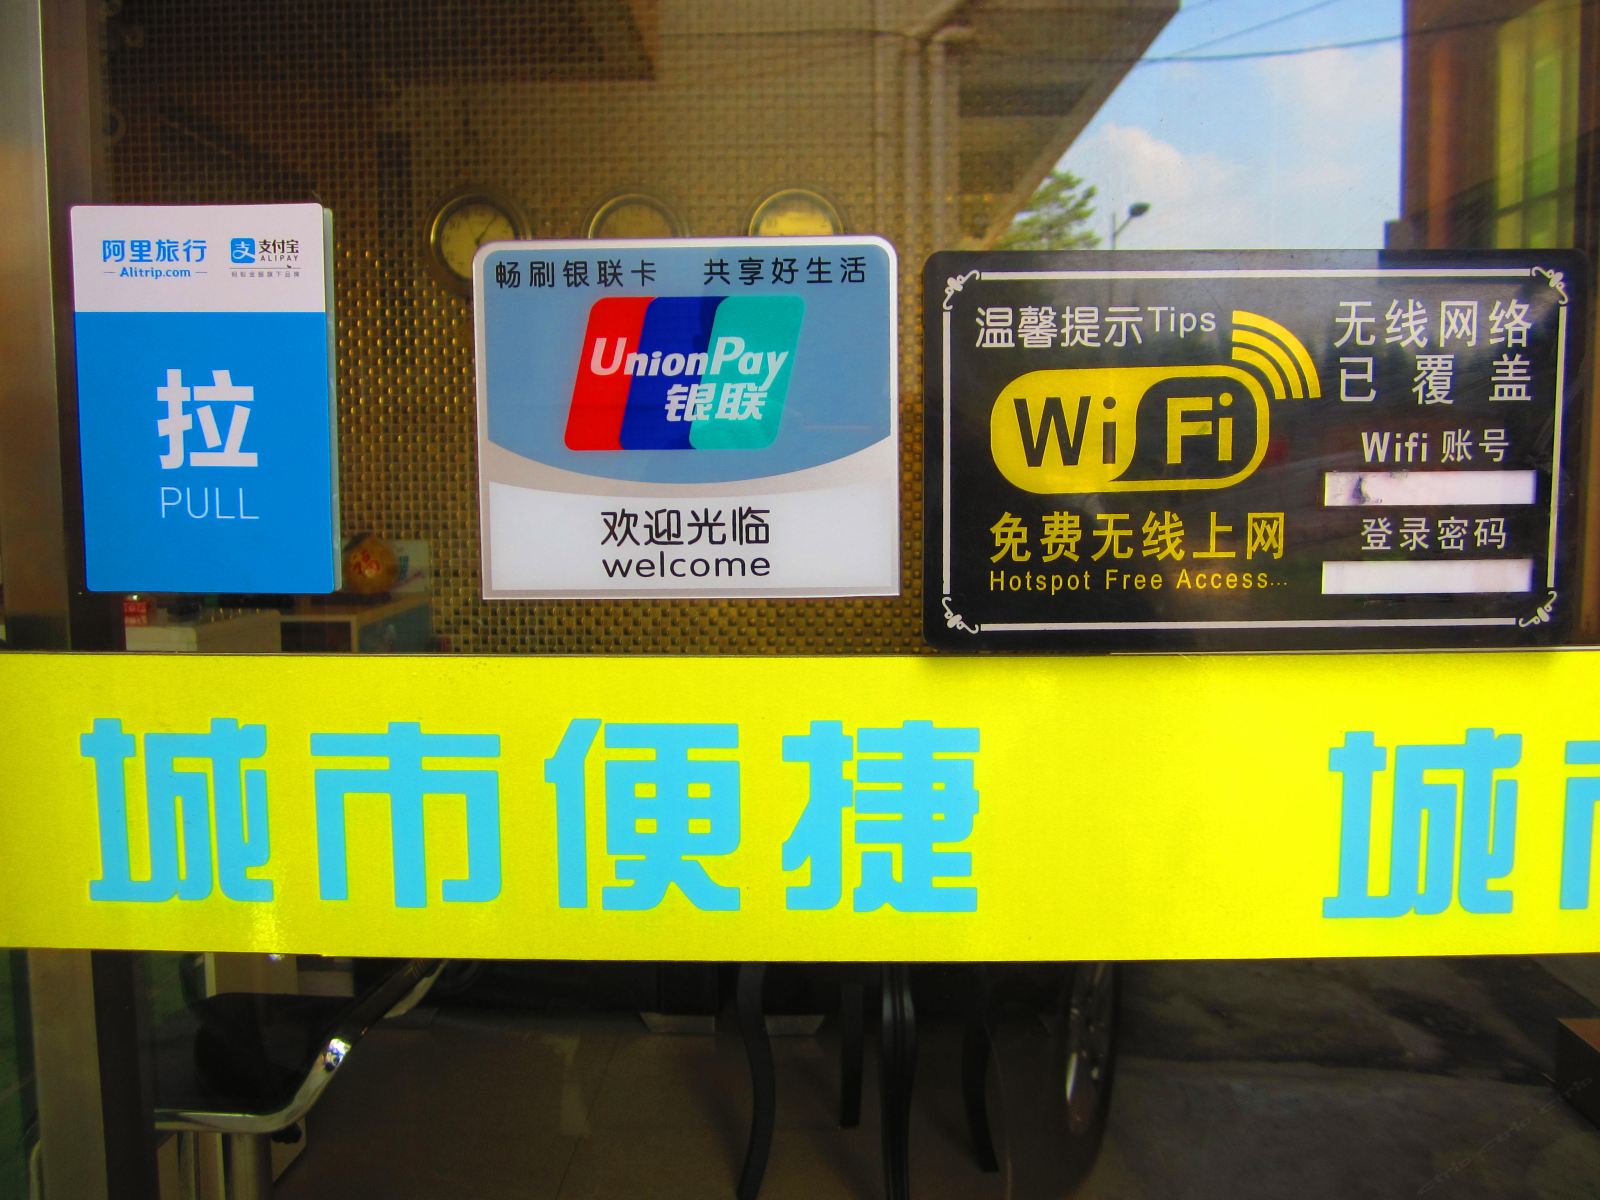 阿里旅行
Alitrip.com
支付宝
ALIPAY
拉
PULL
畅刷银联卡 共享好生活
UnionPay
银联
欢迎光临
welcome
温馨提示Tips
无线网络
已覆盖
WiFi
Wifi 账号
登录密码
免费无线上网
Hotspot Free Access...
城市便捷 城市